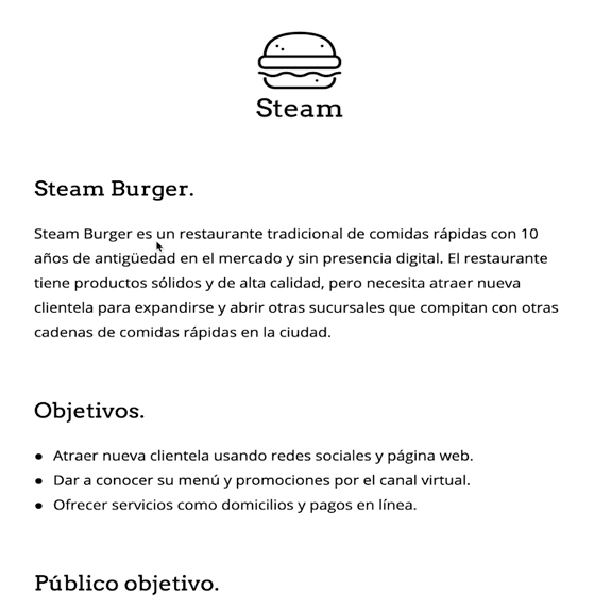 Steam
Steam Burger.
Steam Burger es un restaurante tradicional de comidas rápidas con 10
años de antigüedad en el mercado y sin presencia digital. El restaurante
tiene productos sólidos y de alta calidad, pero necesita atraer nueva
clientela para expandirse y abrir otras sucursales que compitan con otras
cadenas de comidas rápidas en la ciudad.
Objetivos.
• Atraer nueva clientela usando redes sociales y página web.
• Dar a conocer su menú y promociones por el canal virtual.
• Ofrecer servicios como domicilios y pagos en línea.
Público objetivo.